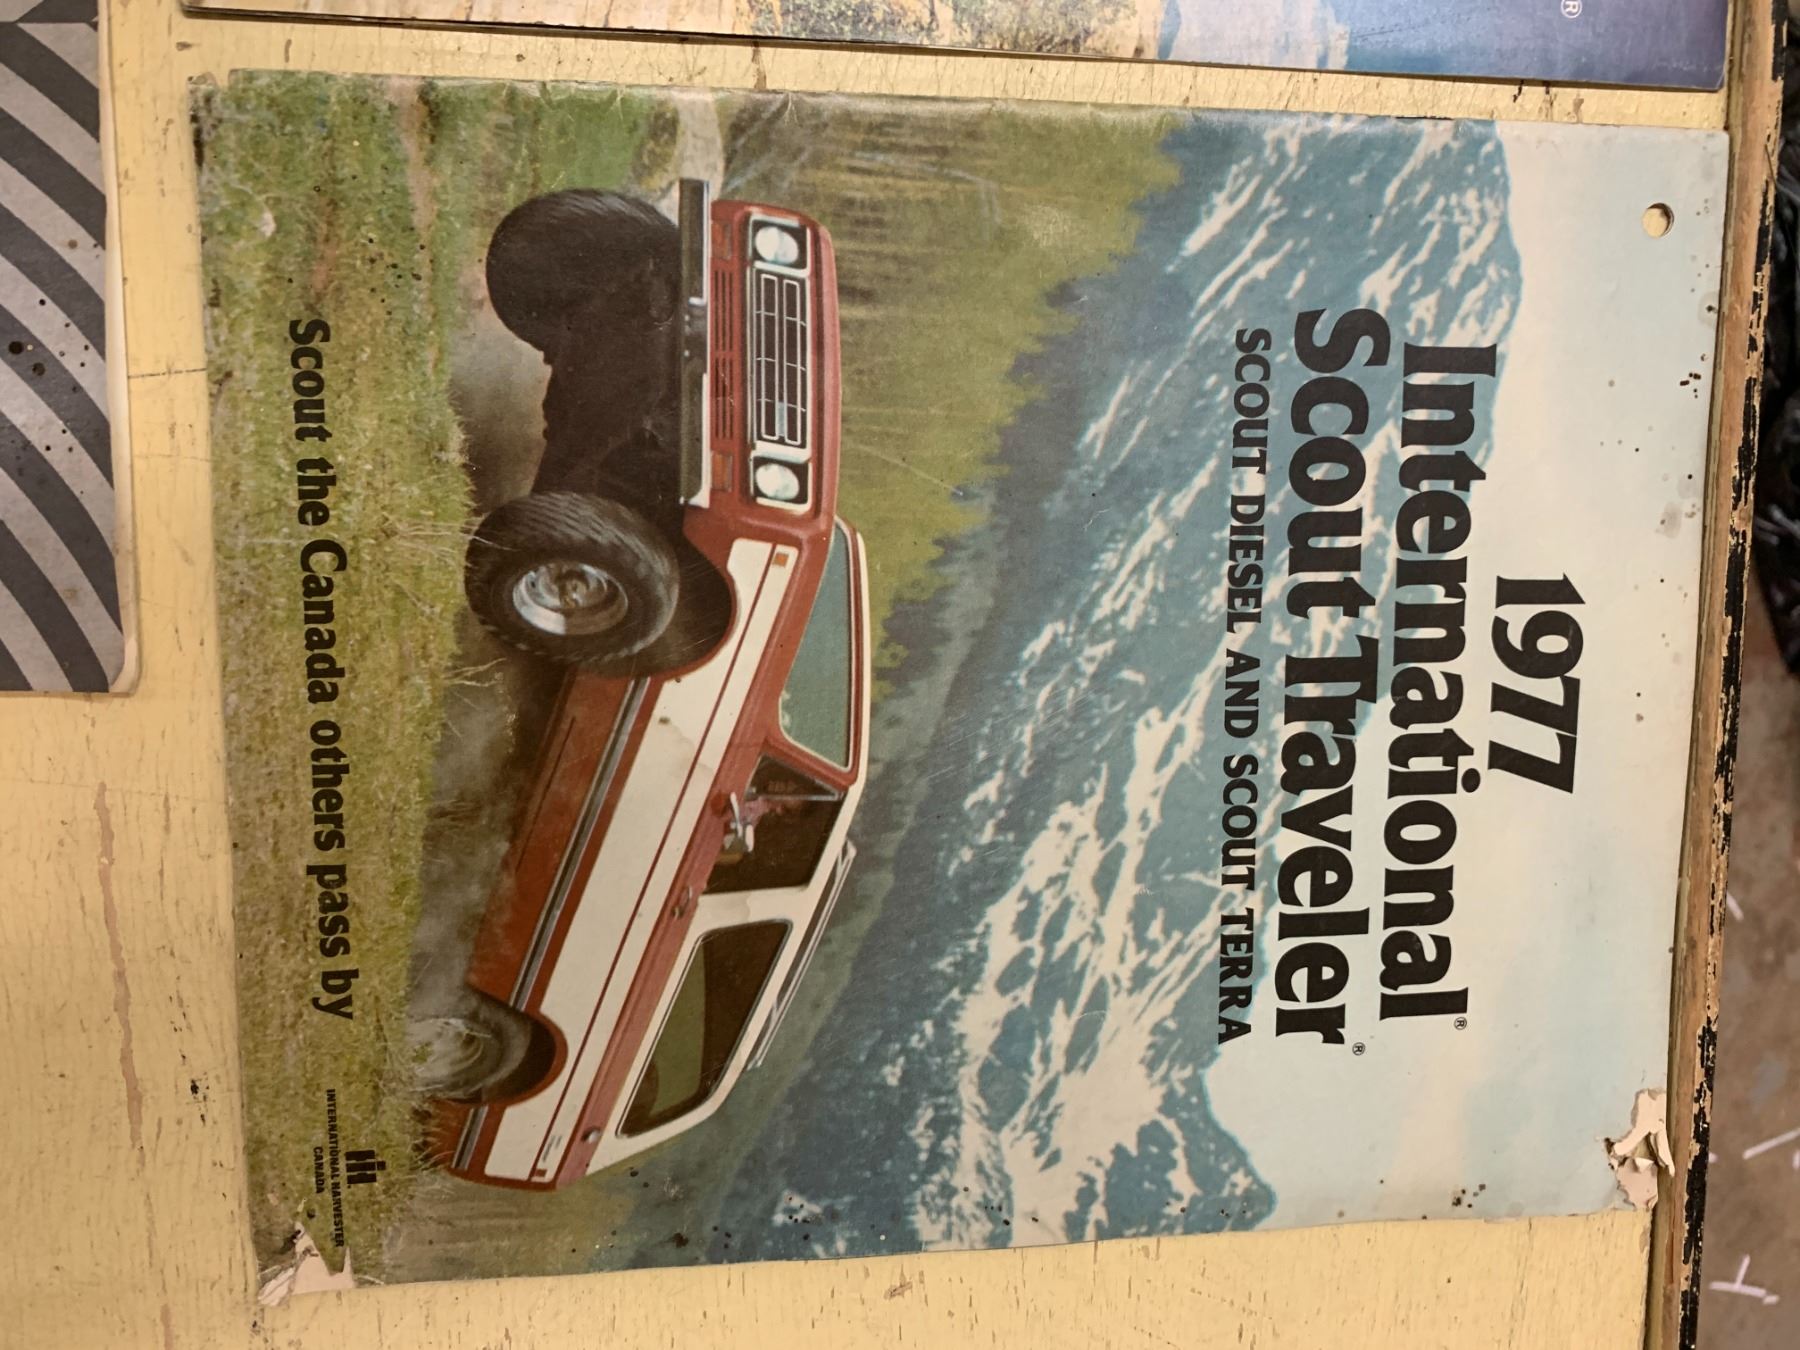 1977
International®
Scout Traveler®
SCOUT DIESEL AND SCOUT TERRA
Scout the Canada others pass by
INTERNATIONAL HARVESTER
CANADA
®